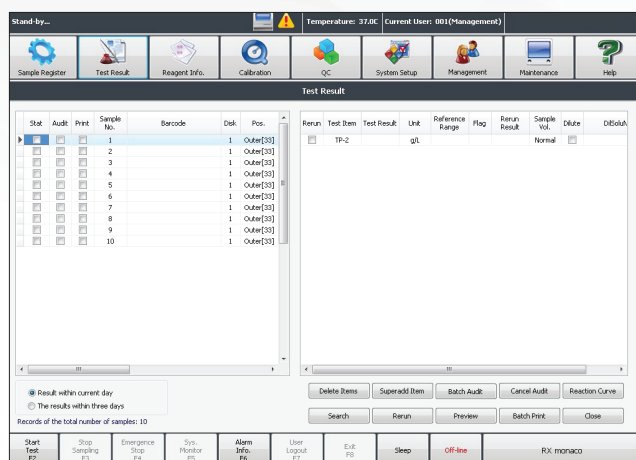 Stand-by... Temperature: 37.0C Current User: 001(Management)
Sample Register Test Result Reagent Info. Calibration QC System Setup Management Maintenance Help
Test Result
Stat Audit Print Sample No. Barcode Disk Pos.
1 1 Outer[33]
2 1 Outer[33]
3 1 Outer[33]
4 1 Outer[33]
5 1 Outer[33]
6 1 Outer[33]
7 1 Outer[33]
8 1 Outer[33]
9 1 Outer[33]
10 1 Outer[33]
Rerun Test Item Test Result Unit Reference Range Flag Rerun Result Sample Vol. Dilute DilSoluN
TP-2 g/L Normal
Result within current day
The results within three days
Records of the total number of samples: 10
Delete Items Superadd Item Batch Audit Cancel Audit Reaction Curve
Search Rerun Preview Batch Print Close
Start Test F2
Stop Sampling F3
Emergence Stop F4
Sys. Monitor F5
Alarm Info. F6
User Logout F7
Exit F8
Sleep
Off-line
RX monaco